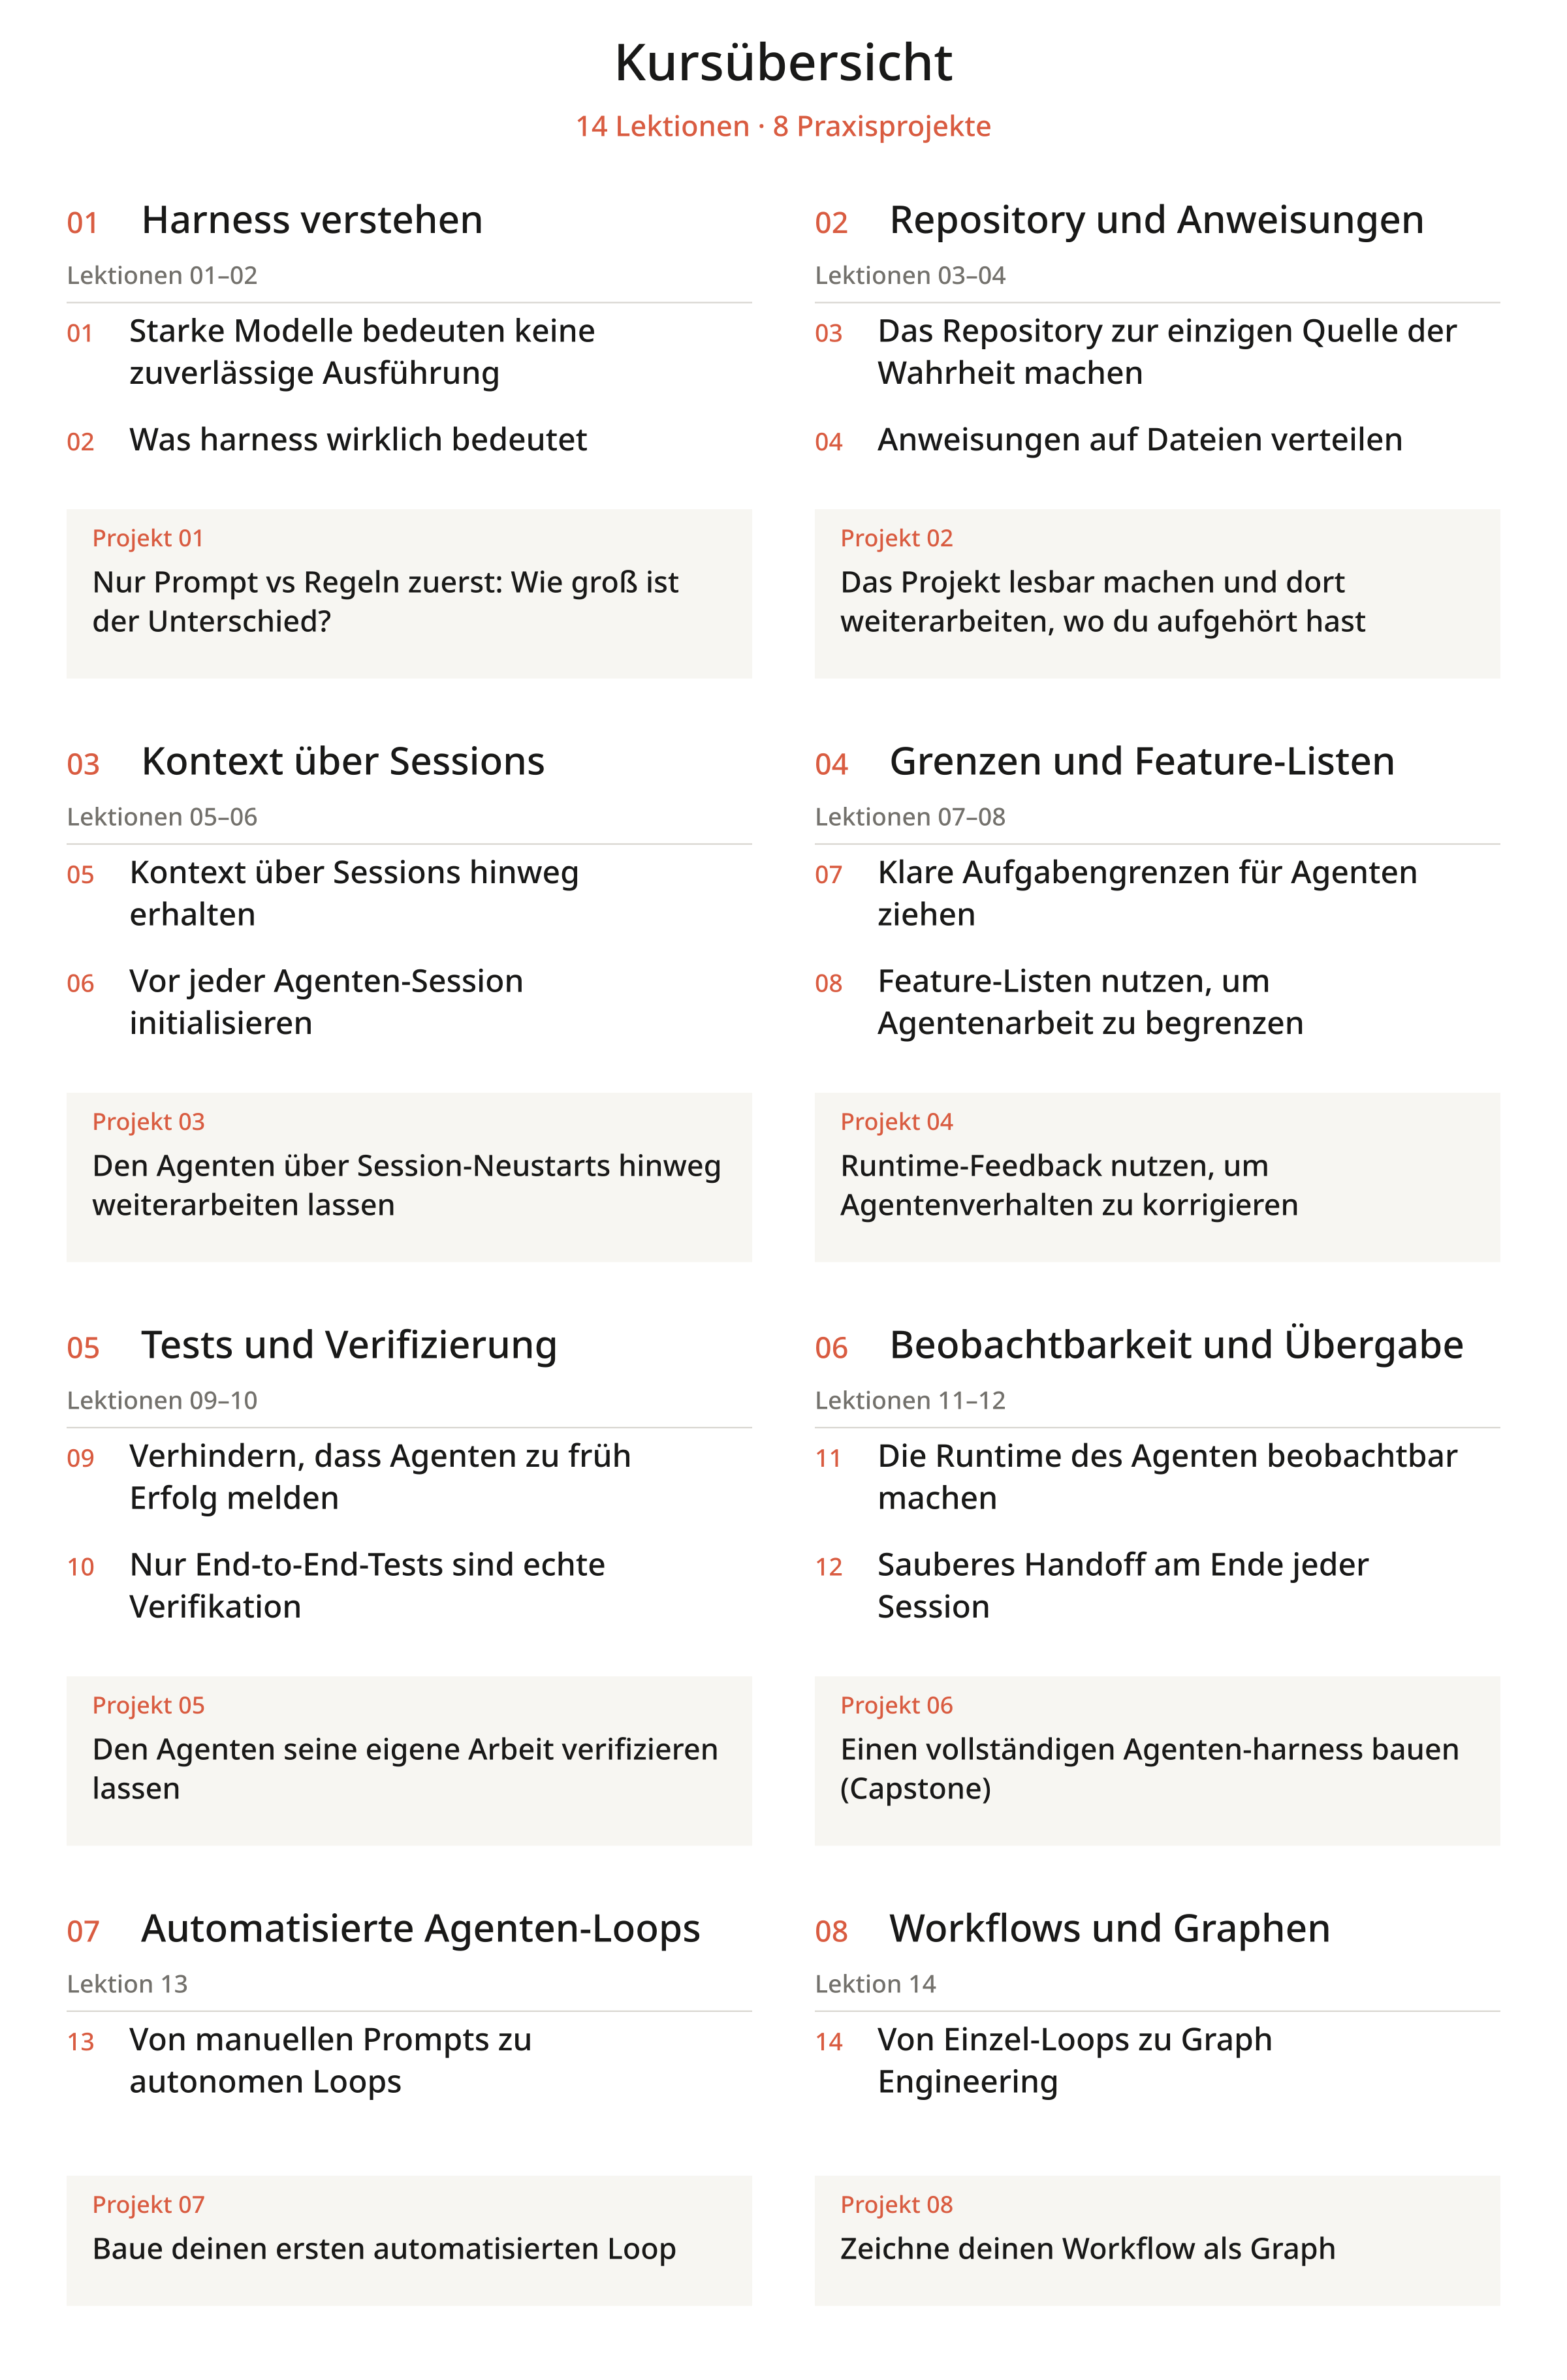 Kursübersicht
14 Lektionen · 8 Praxisprojekte
01 Harness verstehen
Lektionen 01–02
01 Starke Modelle bedeuten keine
zuverlässige Ausführung
02 Was harness wirklich bedeutet
Projekt 01
Nur Prompt vs Regeln zuerst: Wie groß ist
der Unterschied?
02 Repository und Anweisungen
Lektionen 03–04
03 Das Repository zur einzigen Quelle der
Wahrheit machen
04 Anweisungen auf Dateien verteilen
Projekt 02
Das Projekt lesbar machen und dort
weiterarbeiten, wo du aufgehört hast
03 Kontext über Sessions
Lektionen 05–06
05 Kontext über Sessions hinweg
erhalten
06 Vor jeder Agenten-Session
initialisieren
Projekt 03
Den Agenten über Session-Neustarts hinweg
weiterarbeiten lassen
04 Grenzen und Feature-Listen
Lektionen 07–08
07 Klare Aufgabengrenzen für Agenten
ziehen
08 Feature-Listen nutzen, um
Agentenarbeit zu begrenzen
Projekt 04
Runtime-Feedback nutzen, um
Agentenverhalten zu korrigieren
05 Tests und Verifizierung
Lektionen 09–10
09 Verhindern, dass Agenten zu früh
Erfolg melden
10 Nur End-to-End-Tests sind echte
Verifikation
Projekt 05
Den Agenten seine eigene Arbeit verifizieren
lassen
06 Beobachtbarkeit und Übergabe
Lektionen 11–12
11 Die Runtime des Agenten beobachtbar
machen
12 Sauberes Handoff am Ende jeder
Session
Projekt 06
Einen vollständigen Agenten-harness bauen
(Capstone)
07 Automatisierte Agenten-Loops
Lektion 13
13 Von manuellen Prompts zu
autonomen Loops
Projekt 07
Baue deinen ersten automatisierten Loop
08 Workflows und Graphen
Lektion 14
14 Von Einzel-Loops zu Graph
Engineering
Projekt 08
Zeichne deinen Workflow als Graph